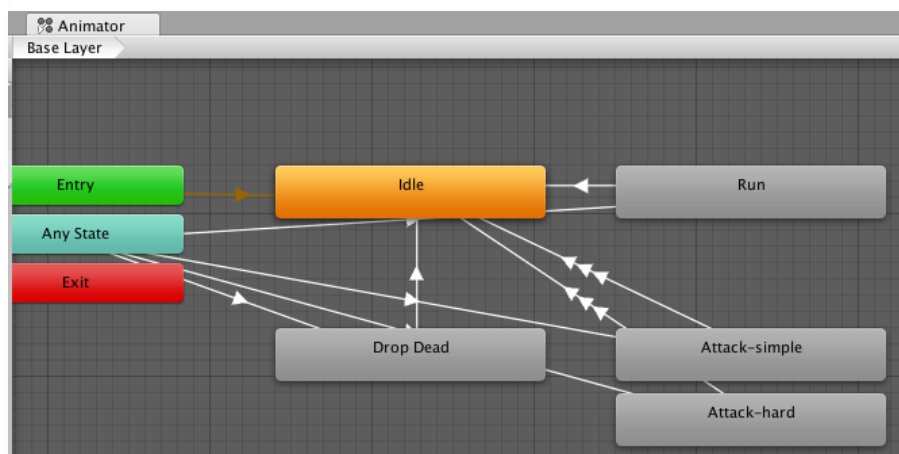 Animator
Base Layer
Entry
Idle
Run
Any State
Exit
Drop Dead
Attack-simple
Attack-hard